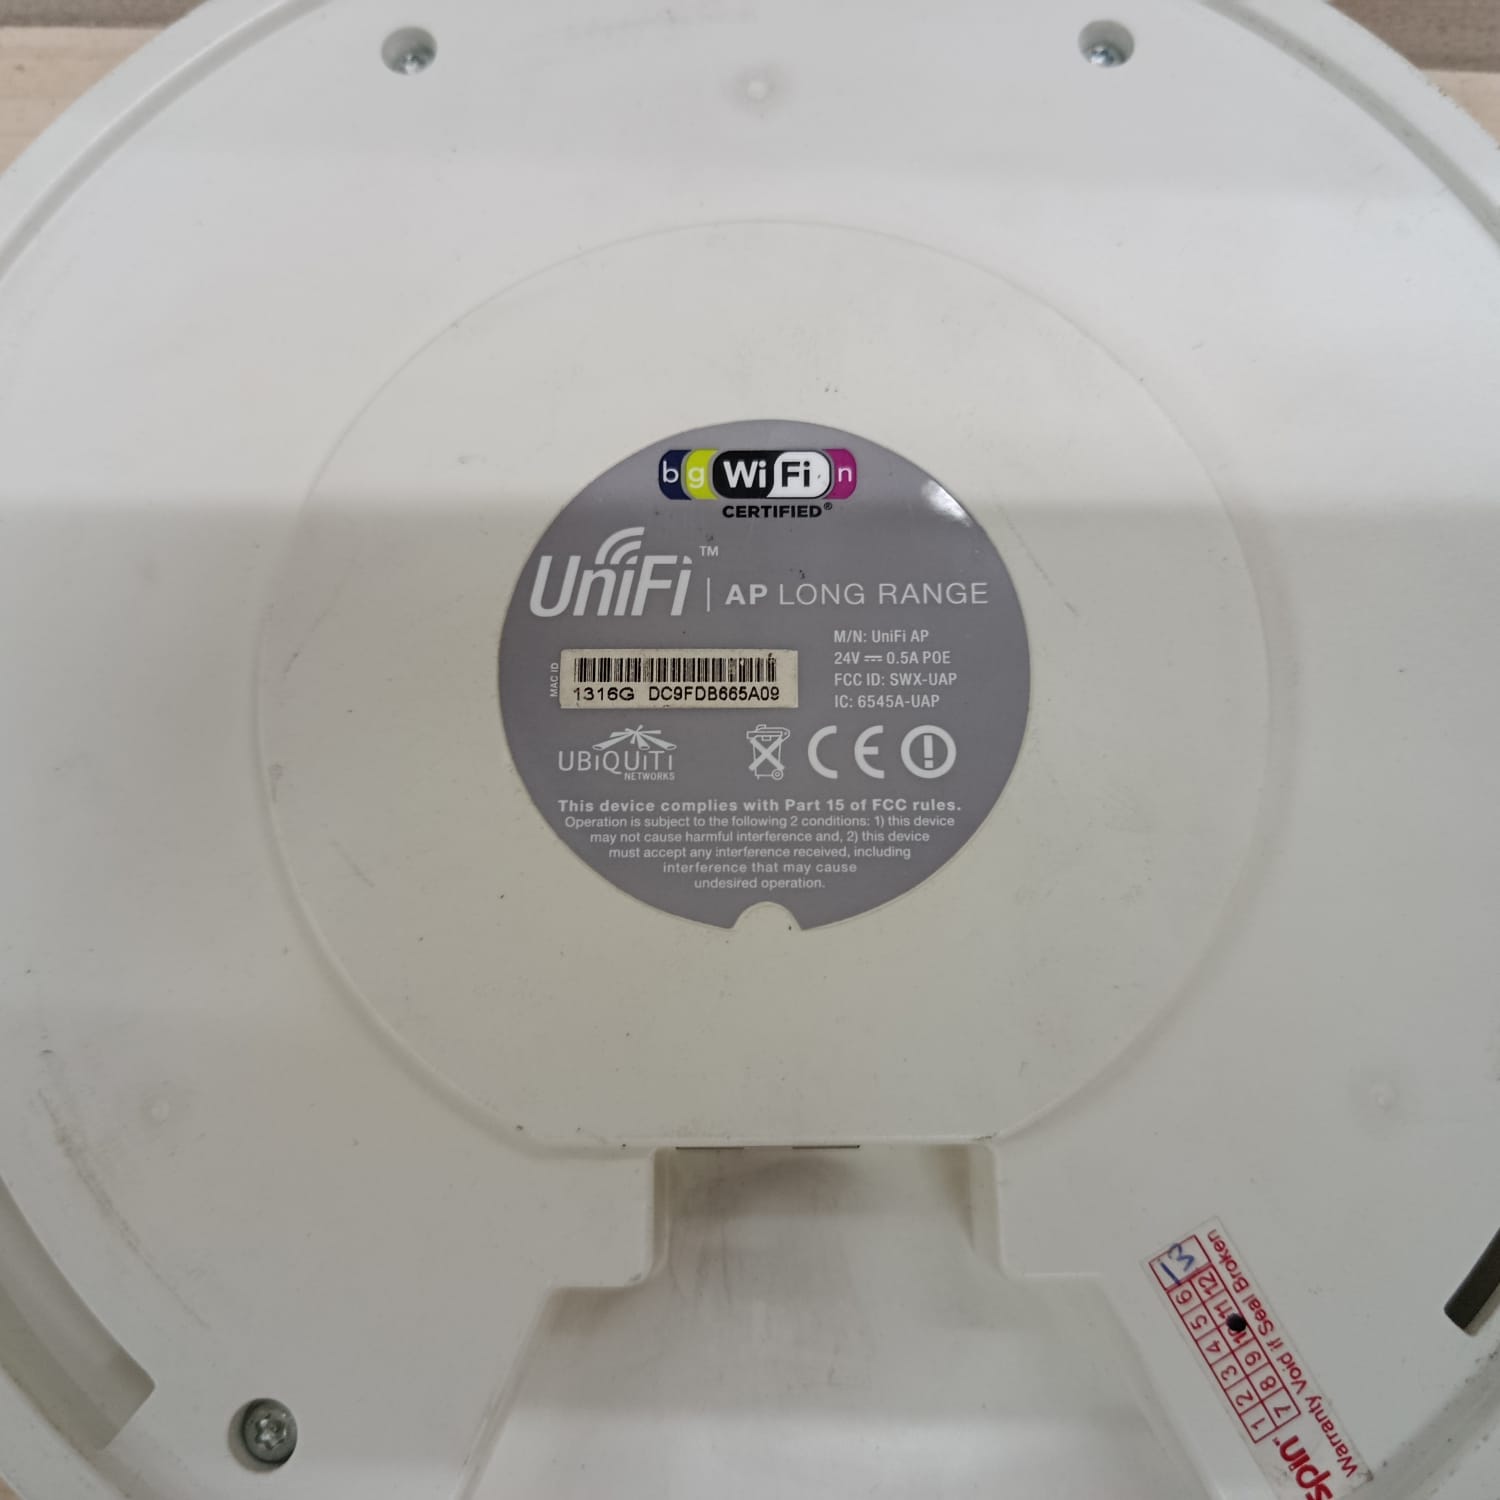 b g WiFi n
CERTIFIED®
UniFi™ | AP LONG RANGE
M/N: UniFi AP
24V ⎓ 0.5A POE
FCC ID: SWX-UAP
IC: 6545A-UAP
MAC ID
1316G DC9FDB665A09
UBiQUiTi
NETWORKS
CE
This device complies with Part 15 of FCC rules.
Operation is subject to the following 2 conditions: 1) this device
may not cause harmful interference and, 2) this device
must accept any interference received, including
interference that may cause
undesired operation.
13
1 2 3 4 5 6
7 8 9 10 11 12
Warranty Void if Seal Broken
spin™